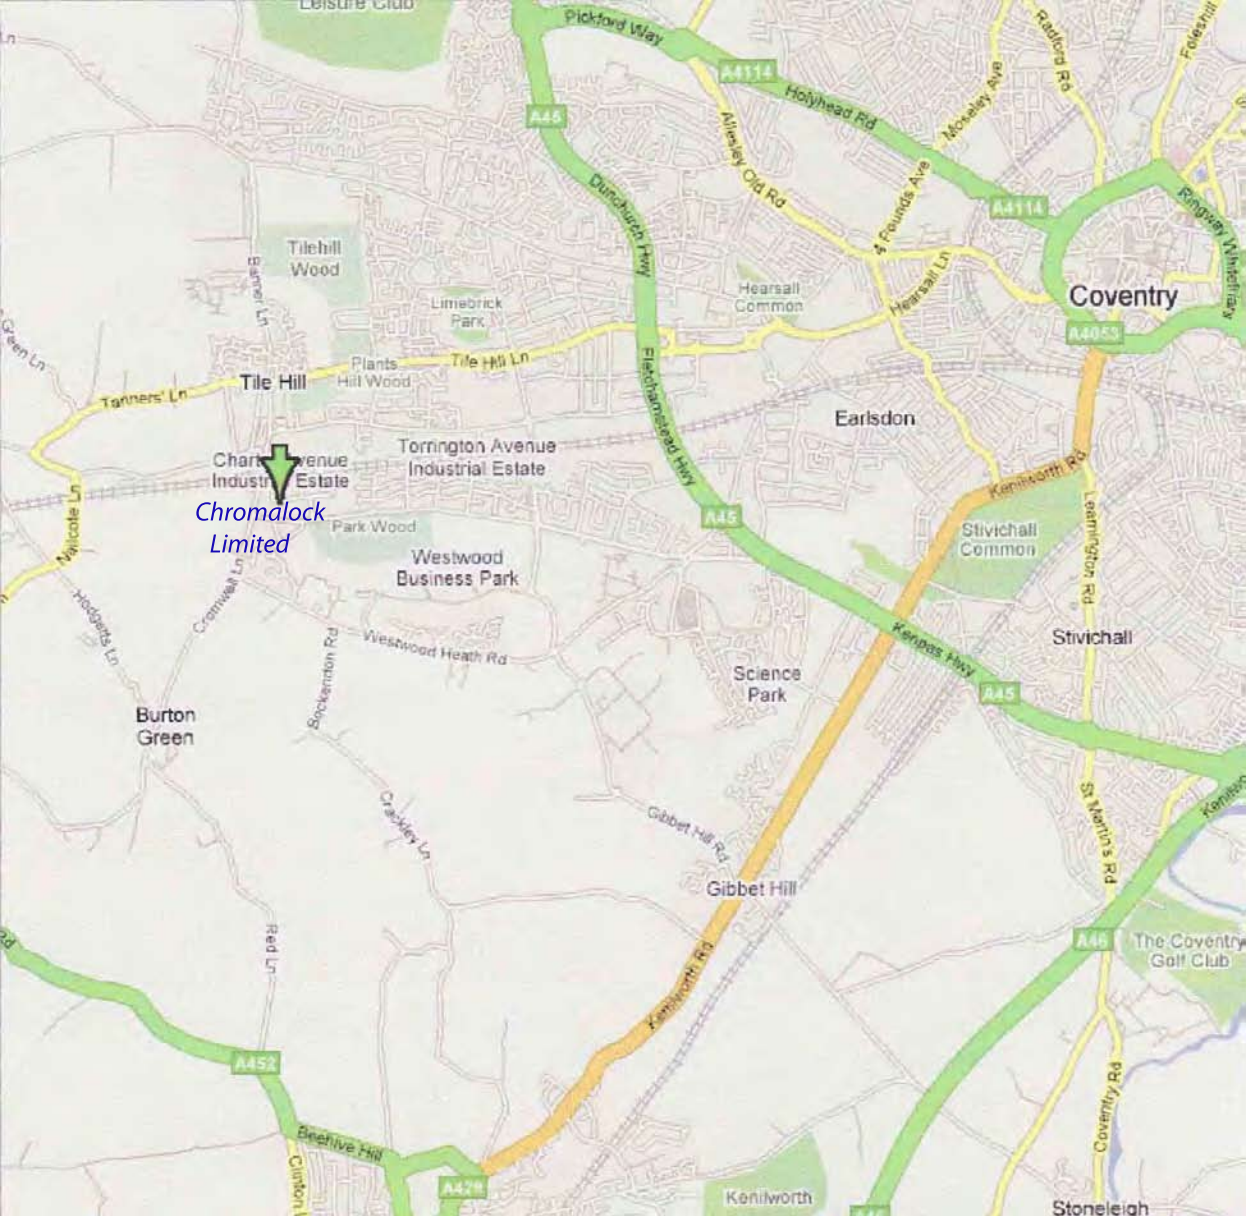 Leisure Club
Pickford Way
A4114
Holyhead Rd
Moseley Ave
Radford Rd
Foleshill
A45
Allesley Old Rd
4 Pounds Ave
A4114
Ringway Whitefriars
Dunchurch Hwy
Tilehill
Wood
Banner Ln
Limebrick
Park
Hearsall
Common
Hearsall Ln
Coventry
A4053
Green Ln
Tanners' Ln
Tile Hill
Plants
Hill Wood
Tile Hill Ln
Fletchamstead Hwy
Earlsdon
Torrington Avenue
Industrial Estate
Kenilworth Rd
Chromalock
Limited
Park Wood
A45
Stivichall
Common
Leamington Rd
Westwood
Business Park
Nailcote Ln
Cromwell Ln
Hodgetts Ln
Westwood Heath Rd
Bockendon Rd
Kenpas Hwy
Stivichall
Science
Park
A45
Burton
Green
St Martin's Rd
Crackley Ln
Gibbet Hill Rd
Gibbet Hill
Red Ln
Kenilworth Rd
A46
The Coventry
Golf Club
Rd
A452
Coventry Rd
Beehive Hill
Clinton
A429
Kenilworth
Stoneleigh